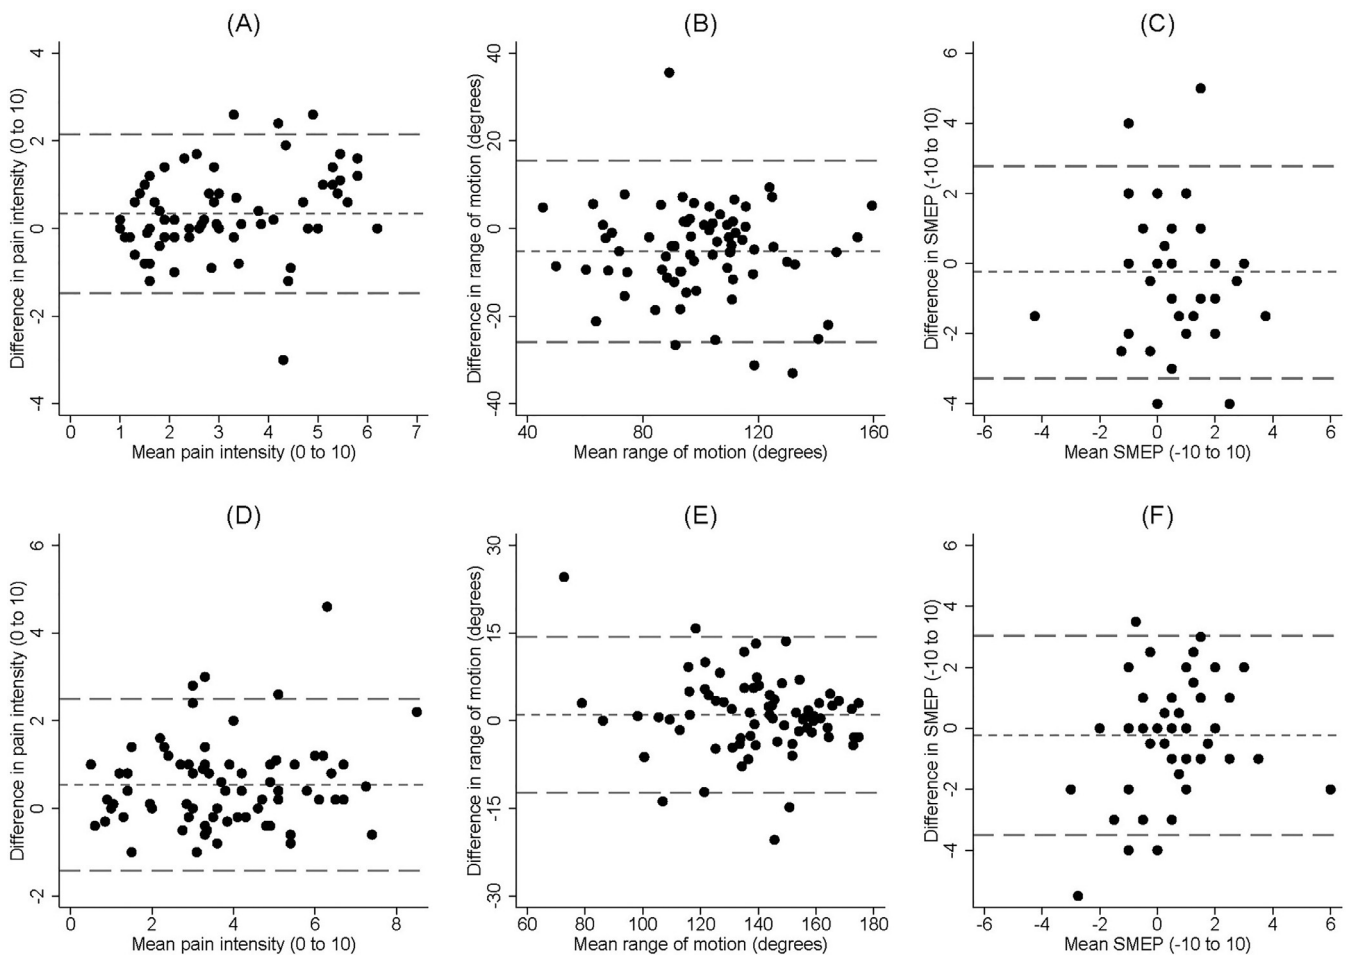 (A)
Difference in pain intensity (0 to 10)
4
2
0
-2
-4
0 1 2 3 4 5 6 7
Mean pain intensity (0 to 10)
(B)
Difference in range of motion (degrees)
40
20
0
-20
-40
40 80 120 160
Mean range of motion (degrees)
(C)
Difference in SMEP (-10 to 10)
6
4
2
0
-2
-4
-6 -4 -2 0 2 4 6
Mean SMEP (-10 to 10)
(D)
Difference in pain intensity (0 to 10)
6
4
2
0
-2
0 2 4 6 8
Mean pain intensity (0 to 10)
(E)
Difference in range of motion (degrees)
30
15
0
-15
-30
60 80 100 120 140 160 180
Mean range of motion (degrees)
(F)
Difference in SMEP (-10 to 10)
6
4
2
0
-2
-4
-6 -4 -2 0 2 4 6
Mean SMEP (-10 to 10)